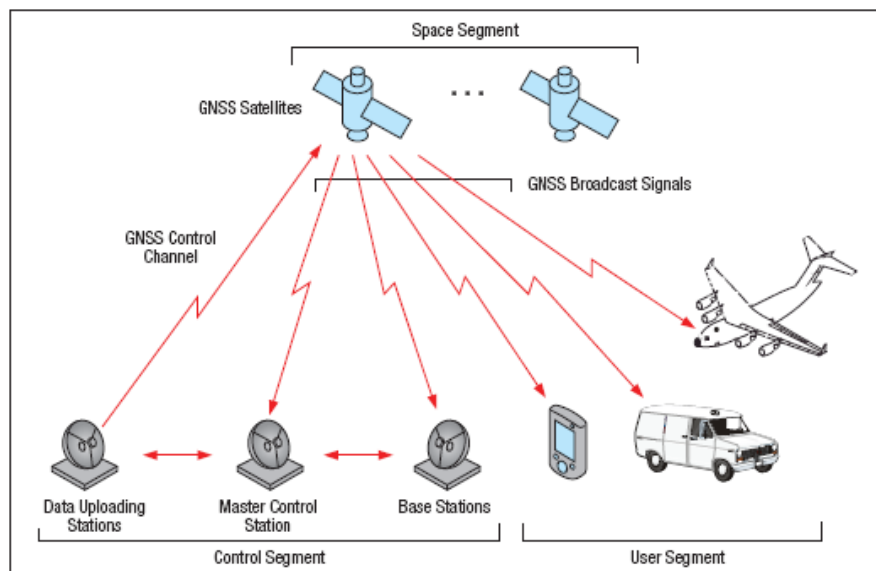 Space Segment
GNSS Satellites
GNSS Broadcast Signals
GNSS Control
Channel
Data Uploading
Stations
Master Control
Station
Base Stations
Control Segment
User Segment